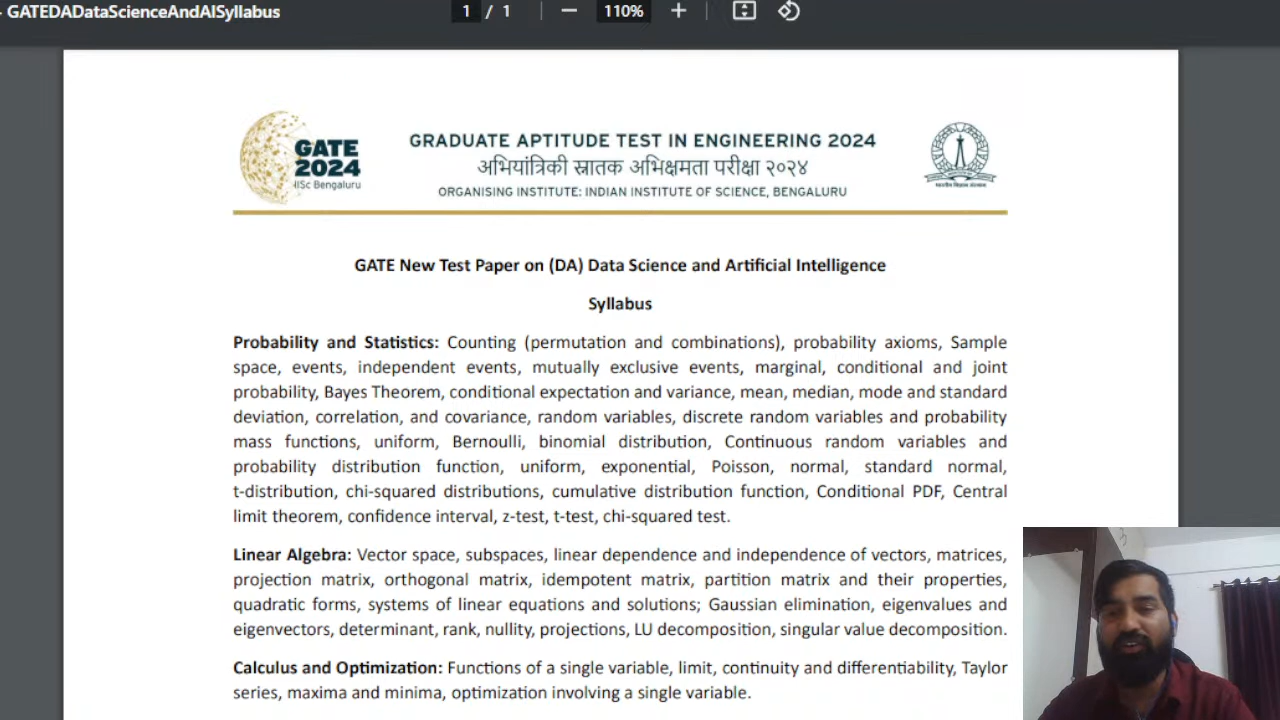 GATEDADataScienceAndAISyllabus
1 / 1
110%
GATE
2024
IISc Bengaluru
GRADUATE APTITUDE TEST IN ENGINEERING 2024
अभियांत्रिकी स्नातक अभिक्षमता परीक्षा २०२४
ORGANISING INSTITUTE: INDIAN INSTITUTE OF SCIENCE, BENGALURU
GATE New Test Paper on (DA) Data Science and Artificial Intelligence
Syllabus
Probability and Statistics: Counting (permutation and combinations), probability axioms, Sample
space, events, independent events, mutually exclusive events, marginal, conditional and joint
probability, Bayes Theorem, conditional expectation and variance, mean, median, mode and standard
deviation, correlation, and covariance, random variables, discrete random variables and probability
mass functions, uniform, Bernoulli, binomial distribution, Continuous random variables and
probability distribution function, uniform, exponential, Poisson, normal, standard normal,
t-distribution, chi-squared distributions, cumulative distribution function, Conditional PDF, Central
limit theorem, confidence interval, z-test, t-test, chi-squared test.
Linear Algebra: Vector space, subspaces, linear dependence and independence of vectors, matrices,
projection matrix, orthogonal matrix, idempotent matrix, partition matrix and their properties,
quadratic forms, systems of linear equations and solutions; Gaussian elimination, eigenvalues and
eigenvectors, determinant, rank, nullity, projections, LU decomposition, singular value decomposition.
Calculus and Optimization: Functions of a single variable, limit, continuity and differentiability, Taylor
series, maxima and minima, optimization involving a single variable.